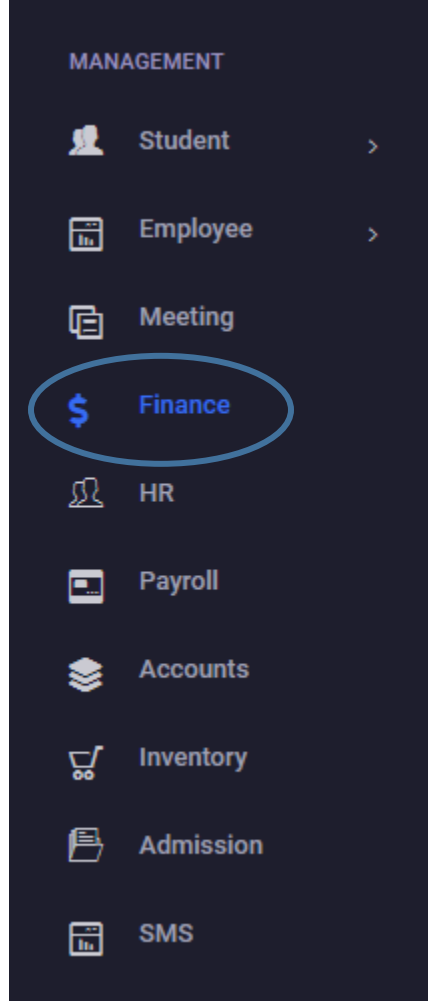 MANAGEMENT
Student
Employee
Meeting
Finance
HR
Payroll
Accounts
Inventory
Admission
SMS